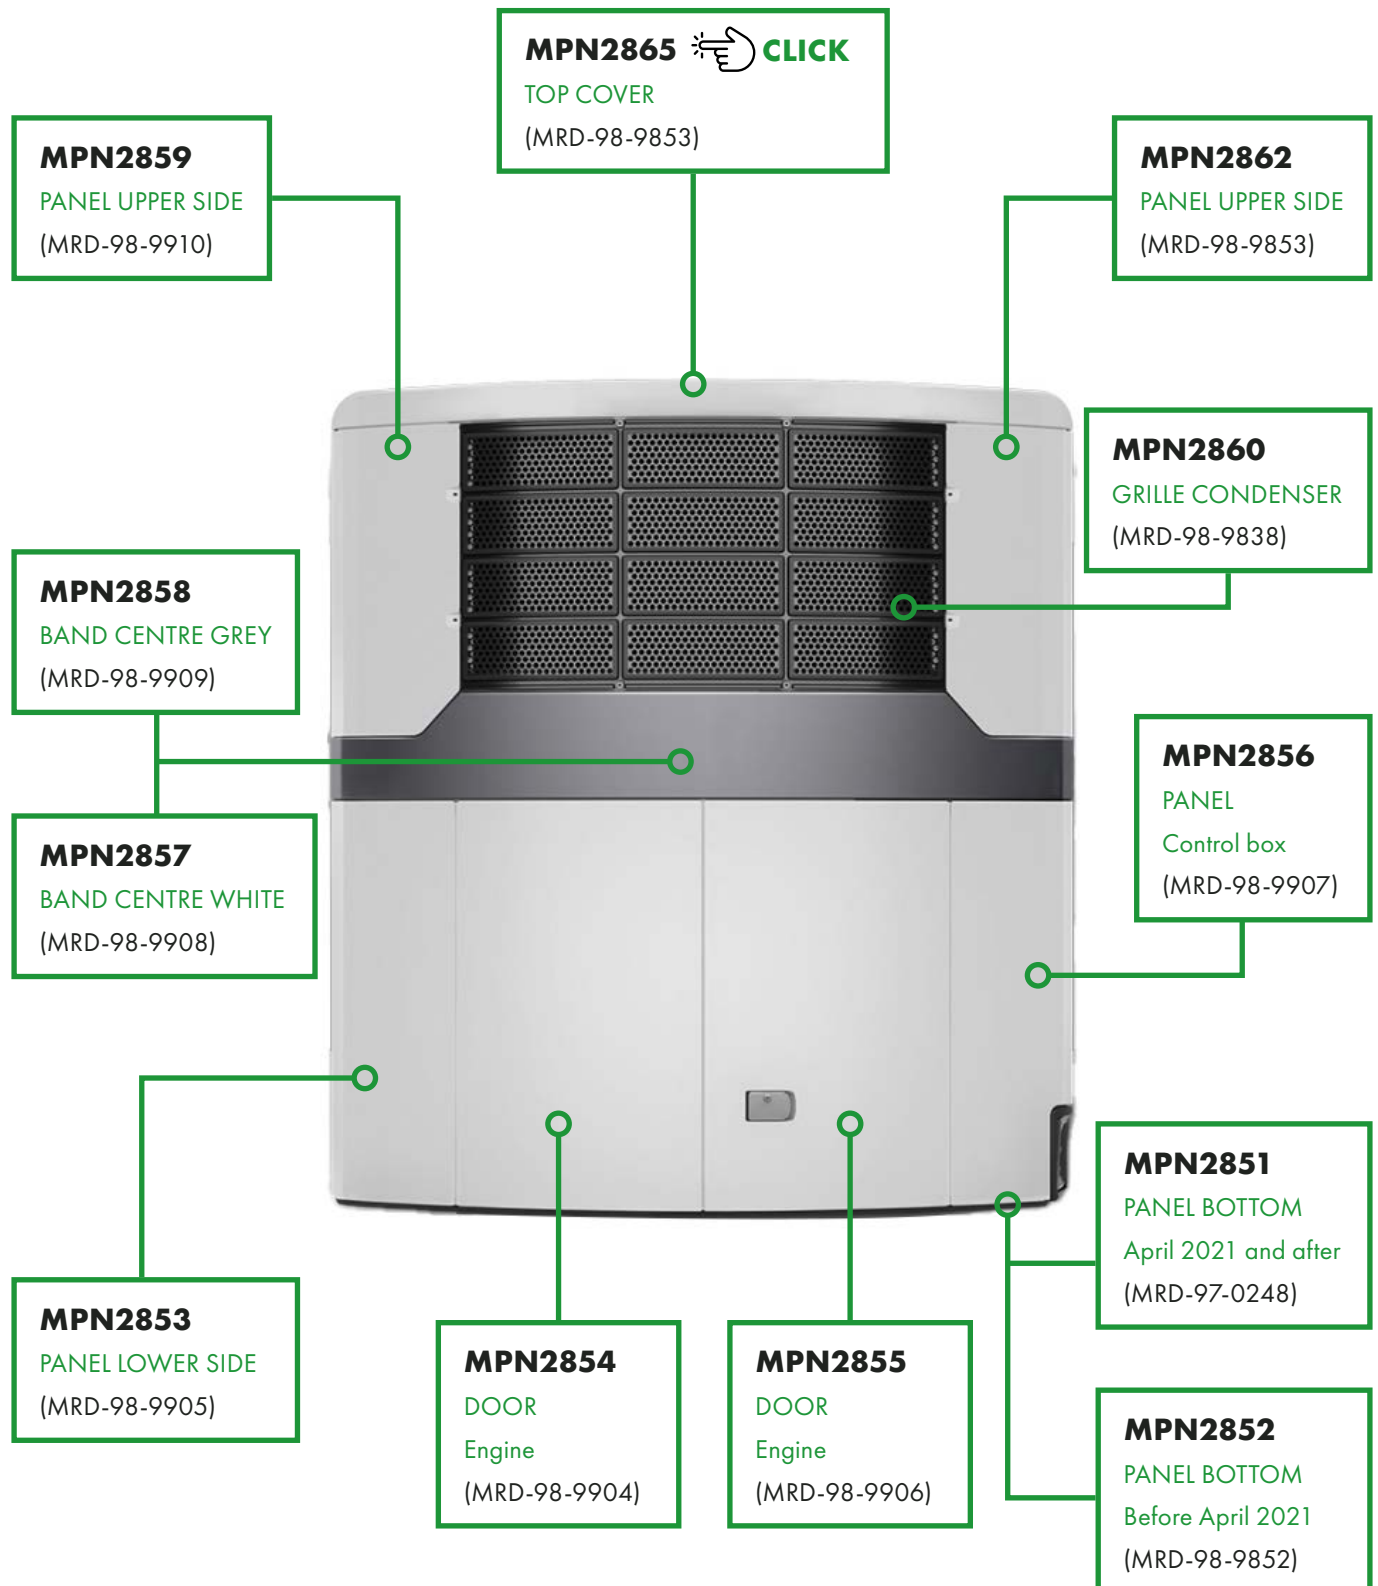 MPN2865 CLICK
TOP COVER
(MRD-98-9853)
MPN2859
PANEL UPPER SIDE
(MRD-98-9910)
MPN2862
PANEL UPPER SIDE
(MRD-98-9853)
MPN2860
GRILLE CONDENSER
(MRD-98-9838)
MPN2858
BAND CENTRE GREY
(MRD-98-9909)
MPN2857
BAND CENTRE WHITE
(MRD-98-9908)
MPN2856
PANEL
Control box
(MRD-98-9907)
MPN2853
PANEL LOWER SIDE
(MRD-98-9905)
MPN2854
DOOR
Engine
(MRD-98-9904)
MPN2855
DOOR
Engine
(MRD-98-9906)
MPN2851
PANEL BOTTOM
April 2021 and after
(MRD-97-0248)
MPN2852
PANEL BOTTOM
Before April 2021
(MRD-98-9852)